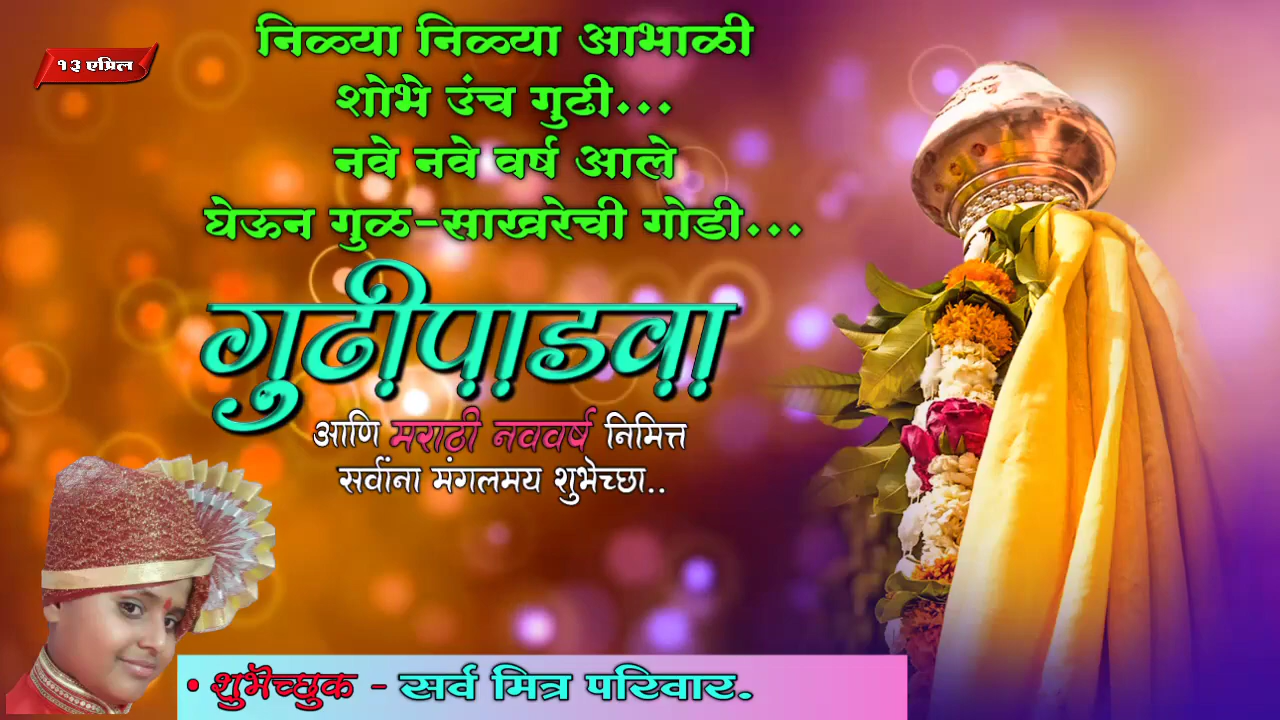 १३ एप्रिल
निळ्या निळ्या आभाळी
शोभे उंच गुढी...
नवे नवे वर्ष आले
घेऊन गुळ-साखरेची गोडी...
गुढीपाडवा
आणि मराठी नववर्ष निमित्त
सर्वांना मंगलमय शुभेच्छा..
• शुभेच्छुक - सर्व मित्र परिवार.